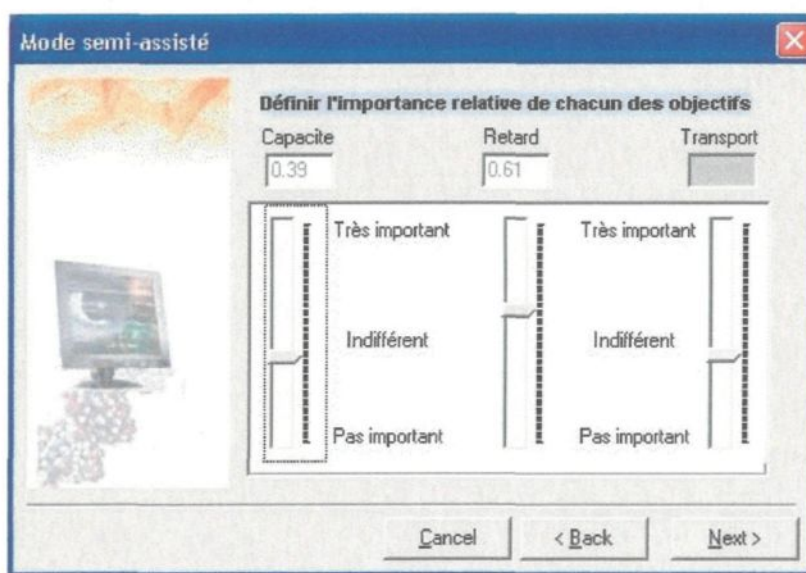 Mode semi-assisté
Définir l'importance relative de chacun des objectifs
Capacite Retard Transport
0.39 0.61
Très important Très important
Indifférent Indifférent
Pas important Pas important
Cancel < Back Next >